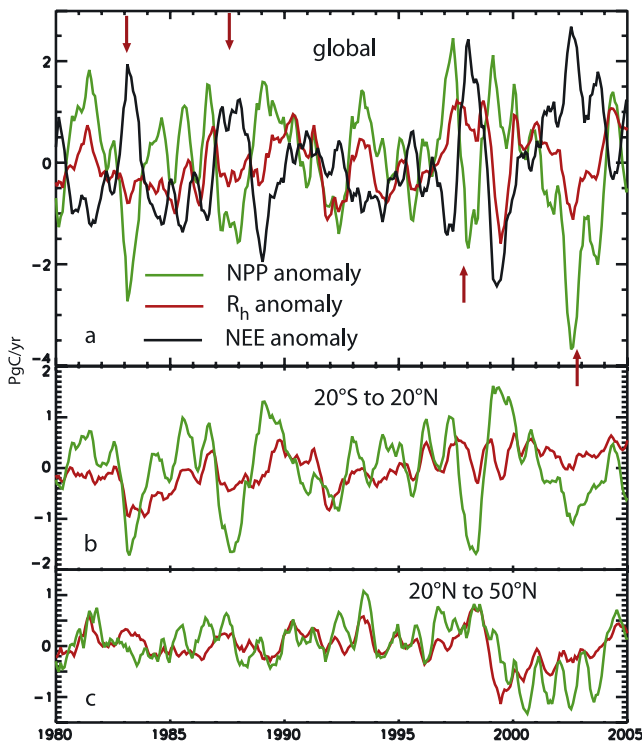 2
global
0
-2
NPP anomaly
Rh anomaly
NEE anomaly
a
-4
PgC/yr
2
20°S to 20°N
1
0
-1
b
-2
20°N to 50°N
1
0
-1
c
1980 1985 1990 1995 2000 2005